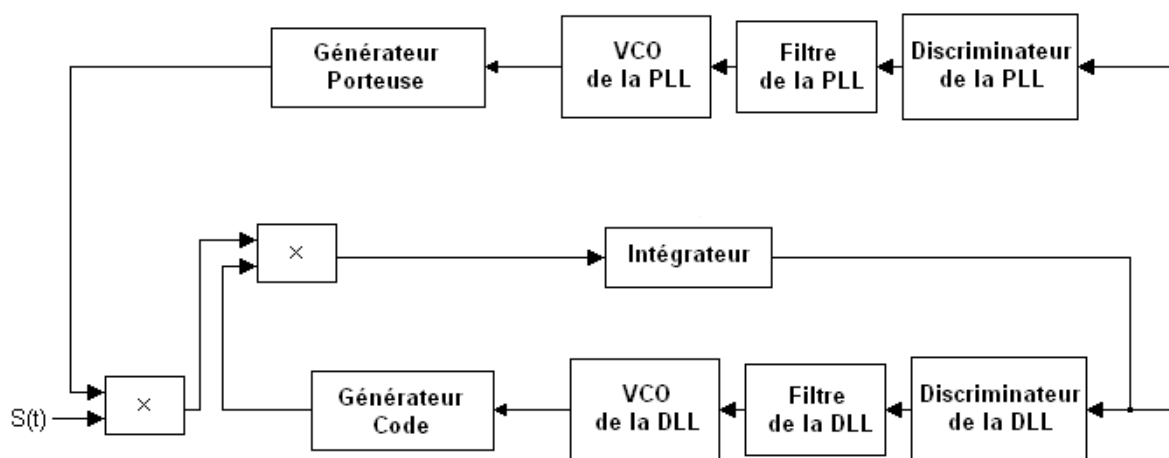 Générateur
Porteuse
VCO
de la PLL
Filtre
de la PLL
Discriminateur
de la PLL
×
Intégrateur
S(t)
×
Générateur
Code
VCO
de la DLL
Filtre
de la DLL
Discriminateur
de la DLL